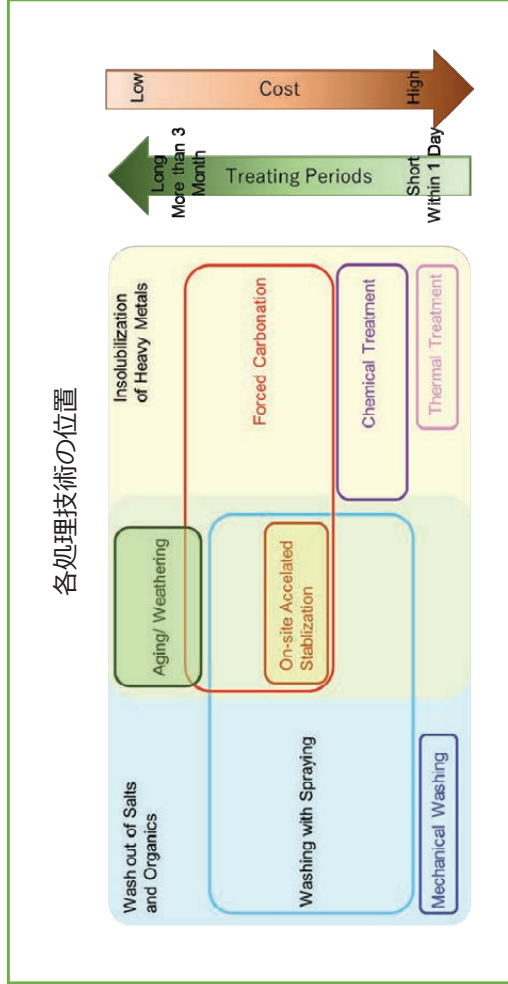 各処理技術の位置
Wash out of Salts
and Organics
Insolubilization
of Heavy Metals
Aging/ Weathering
Forced Carbonation
Washing with Spraying
On-site Accelated
Stablization
Chemical Treatment
Mechanical Washing
Thermal Treatment
Long
More than 3
Month
Treating Periods
Short
Within 1 Day
Low
Cost
High